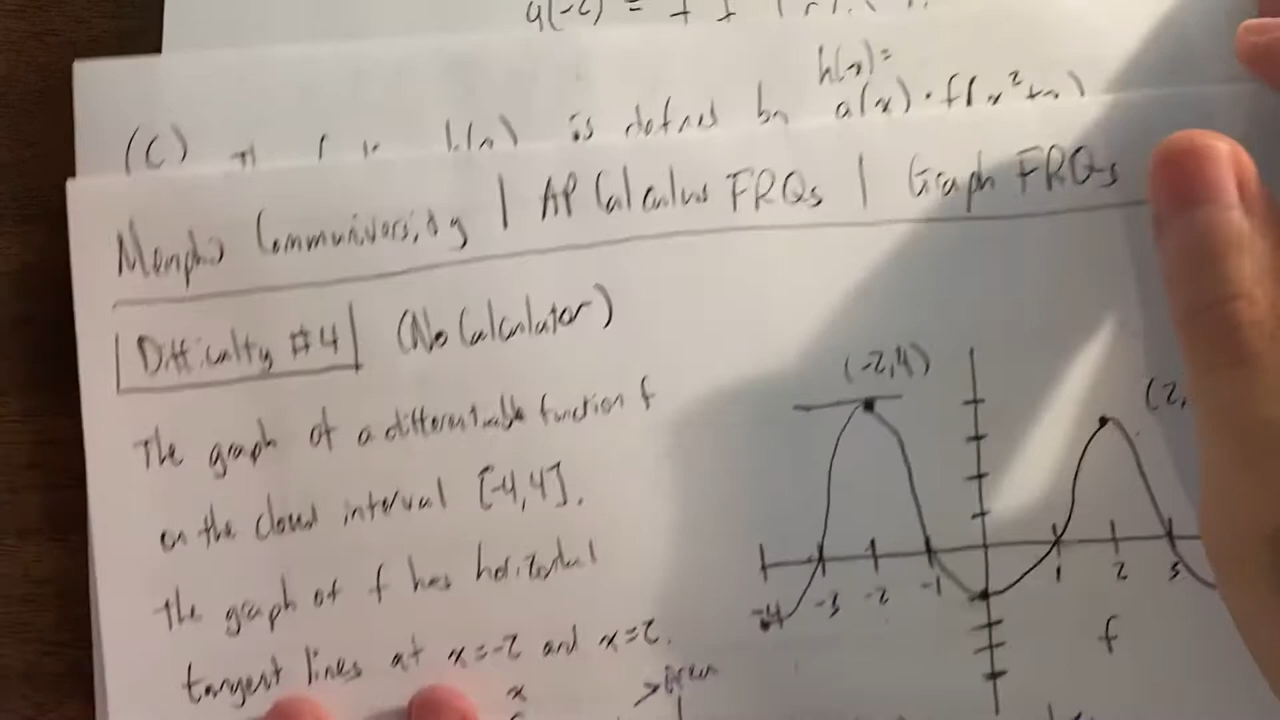 h(x)=
(C) is defined by g(x) · f(x²+x)
Memphis Communiversity | AP Calculus FRQs | Graph FRQs
Difficulty #4 (No Calculator)
The graph of a differentiable function f
on the closed interval [-4,4].
The graph of f has horizontal
tangent lines at x=-2 and x=2.
(-2,4)
(2,
-4 -3 -2 -1 1 2 3
f
x